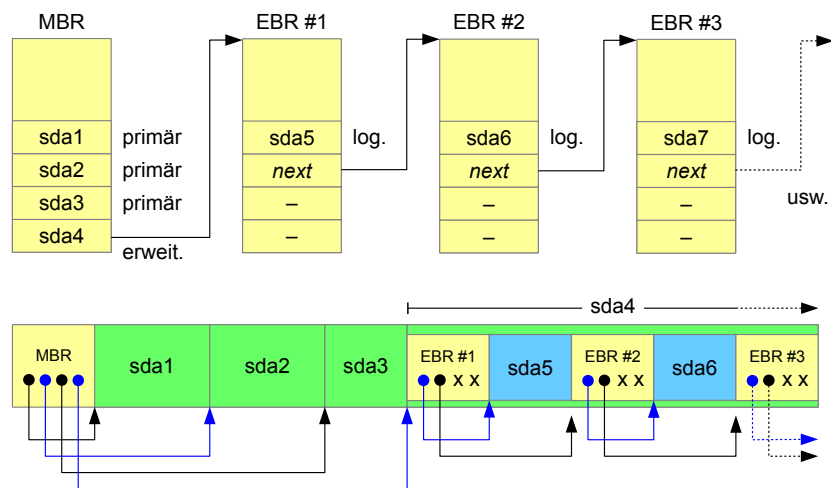 MBR EBR #1 EBR #2 EBR #3
sda1 primär sda5 log. sda6 log. sda7 log.
sda2 primär next next next
sda3 primär – – – usw.
sda4 – – –
erweit.
sda4
MBR sda1 sda2 sda3 EBR #1 x x sda5 EBR #2 x x sda6 EBR #3 x x